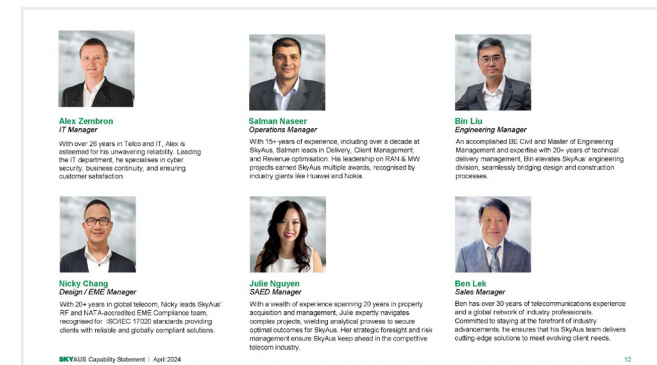 Alex Zembron
IT Manager
With over 26 years in Telco and IT, Alex is
esteemed for his unwavering reliability. Leading
the IT department, he specialises in cyber
security, business continuity, and ensuring
customer satisfaction.
Salman Naseer
Operations Manager
With 15+ years of experience, including over a decade at
SkyAus, Salman leads in Delivery, Client Management,
and Revenue optimisation. His leadership on RAN & MW
projects earned SkyAus multiple awards, recognised by
industry giants like Huawei and Nokia.
Bin Liu
Engineering Manager
An accomplished BE Civil and Master of Engineering
Management and expertise with 20+ years of technical
delivery management, Bin elevates SkyAus' engineering
division, seamlessly bridging design and construction
processes.
Nicky Chang
Design / EME Manager
With 20+ years in global telecom, Nicky leads SkyAus'
RF and NATA-accredited EME Compliance team,
recognised for ISO/IEC 17020 standards providing
clients with reliable and globally compliant solutions.
Julie Nguyen
SAED Manager
With a wealth of experience spanning 20 years in property
acquisition and management, Julie expertly navigates
complex projects, wielding analytical prowess to secure
optimal outcomes for SkyAus. Her strategic foresight and risk
management ensure SkyAus keep ahead in the competitive
telecom industry.
Ben Lek
Sales Manager
Ben has over 30 years of telecommunications experience
and a global network of industry professionals.
Committed to staying at the forefront of industry
advancements, he ensures that his SkyAus team delivers
cutting-edge solutions to meet evolving client needs.
SKYAUS Capability Statement | April 2024
12